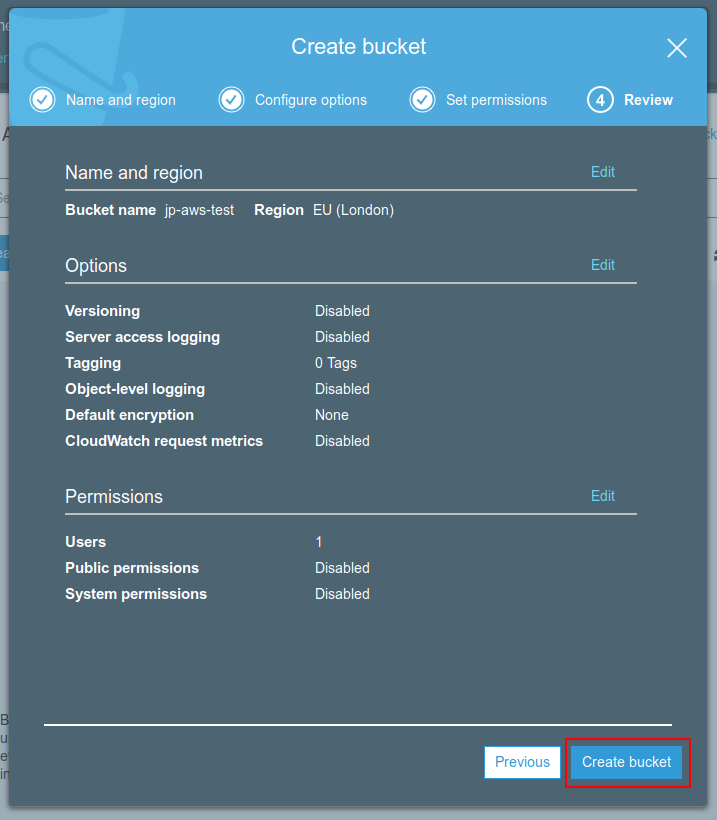 Create bucket
Name and region Configure options Set permissions 4 Review
Name and region Edit
Bucket name jp-aws-test Region EU (London)
Options Edit
Versioning Disabled
Server access logging Disabled
Tagging 0 Tags
Object-level logging Disabled
Default encryption None
CloudWatch request metrics Disabled
Permissions Edit
Users 1
Public permissions Disabled
System permissions Disabled
Previous Create bucket